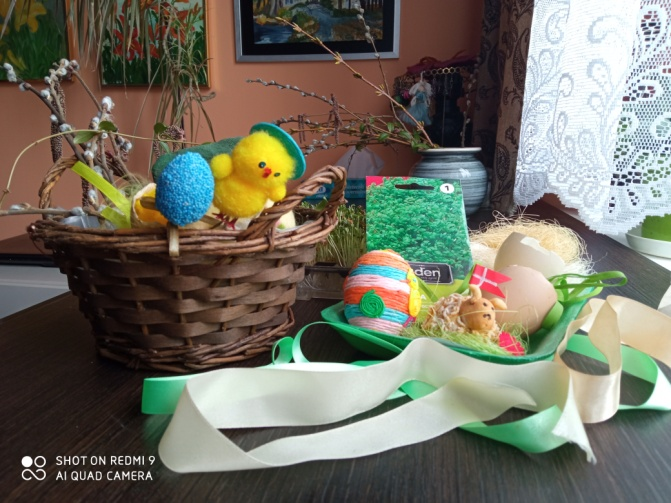 1
den
SHOT ON REDMI 9
AI QUAD CAMERA